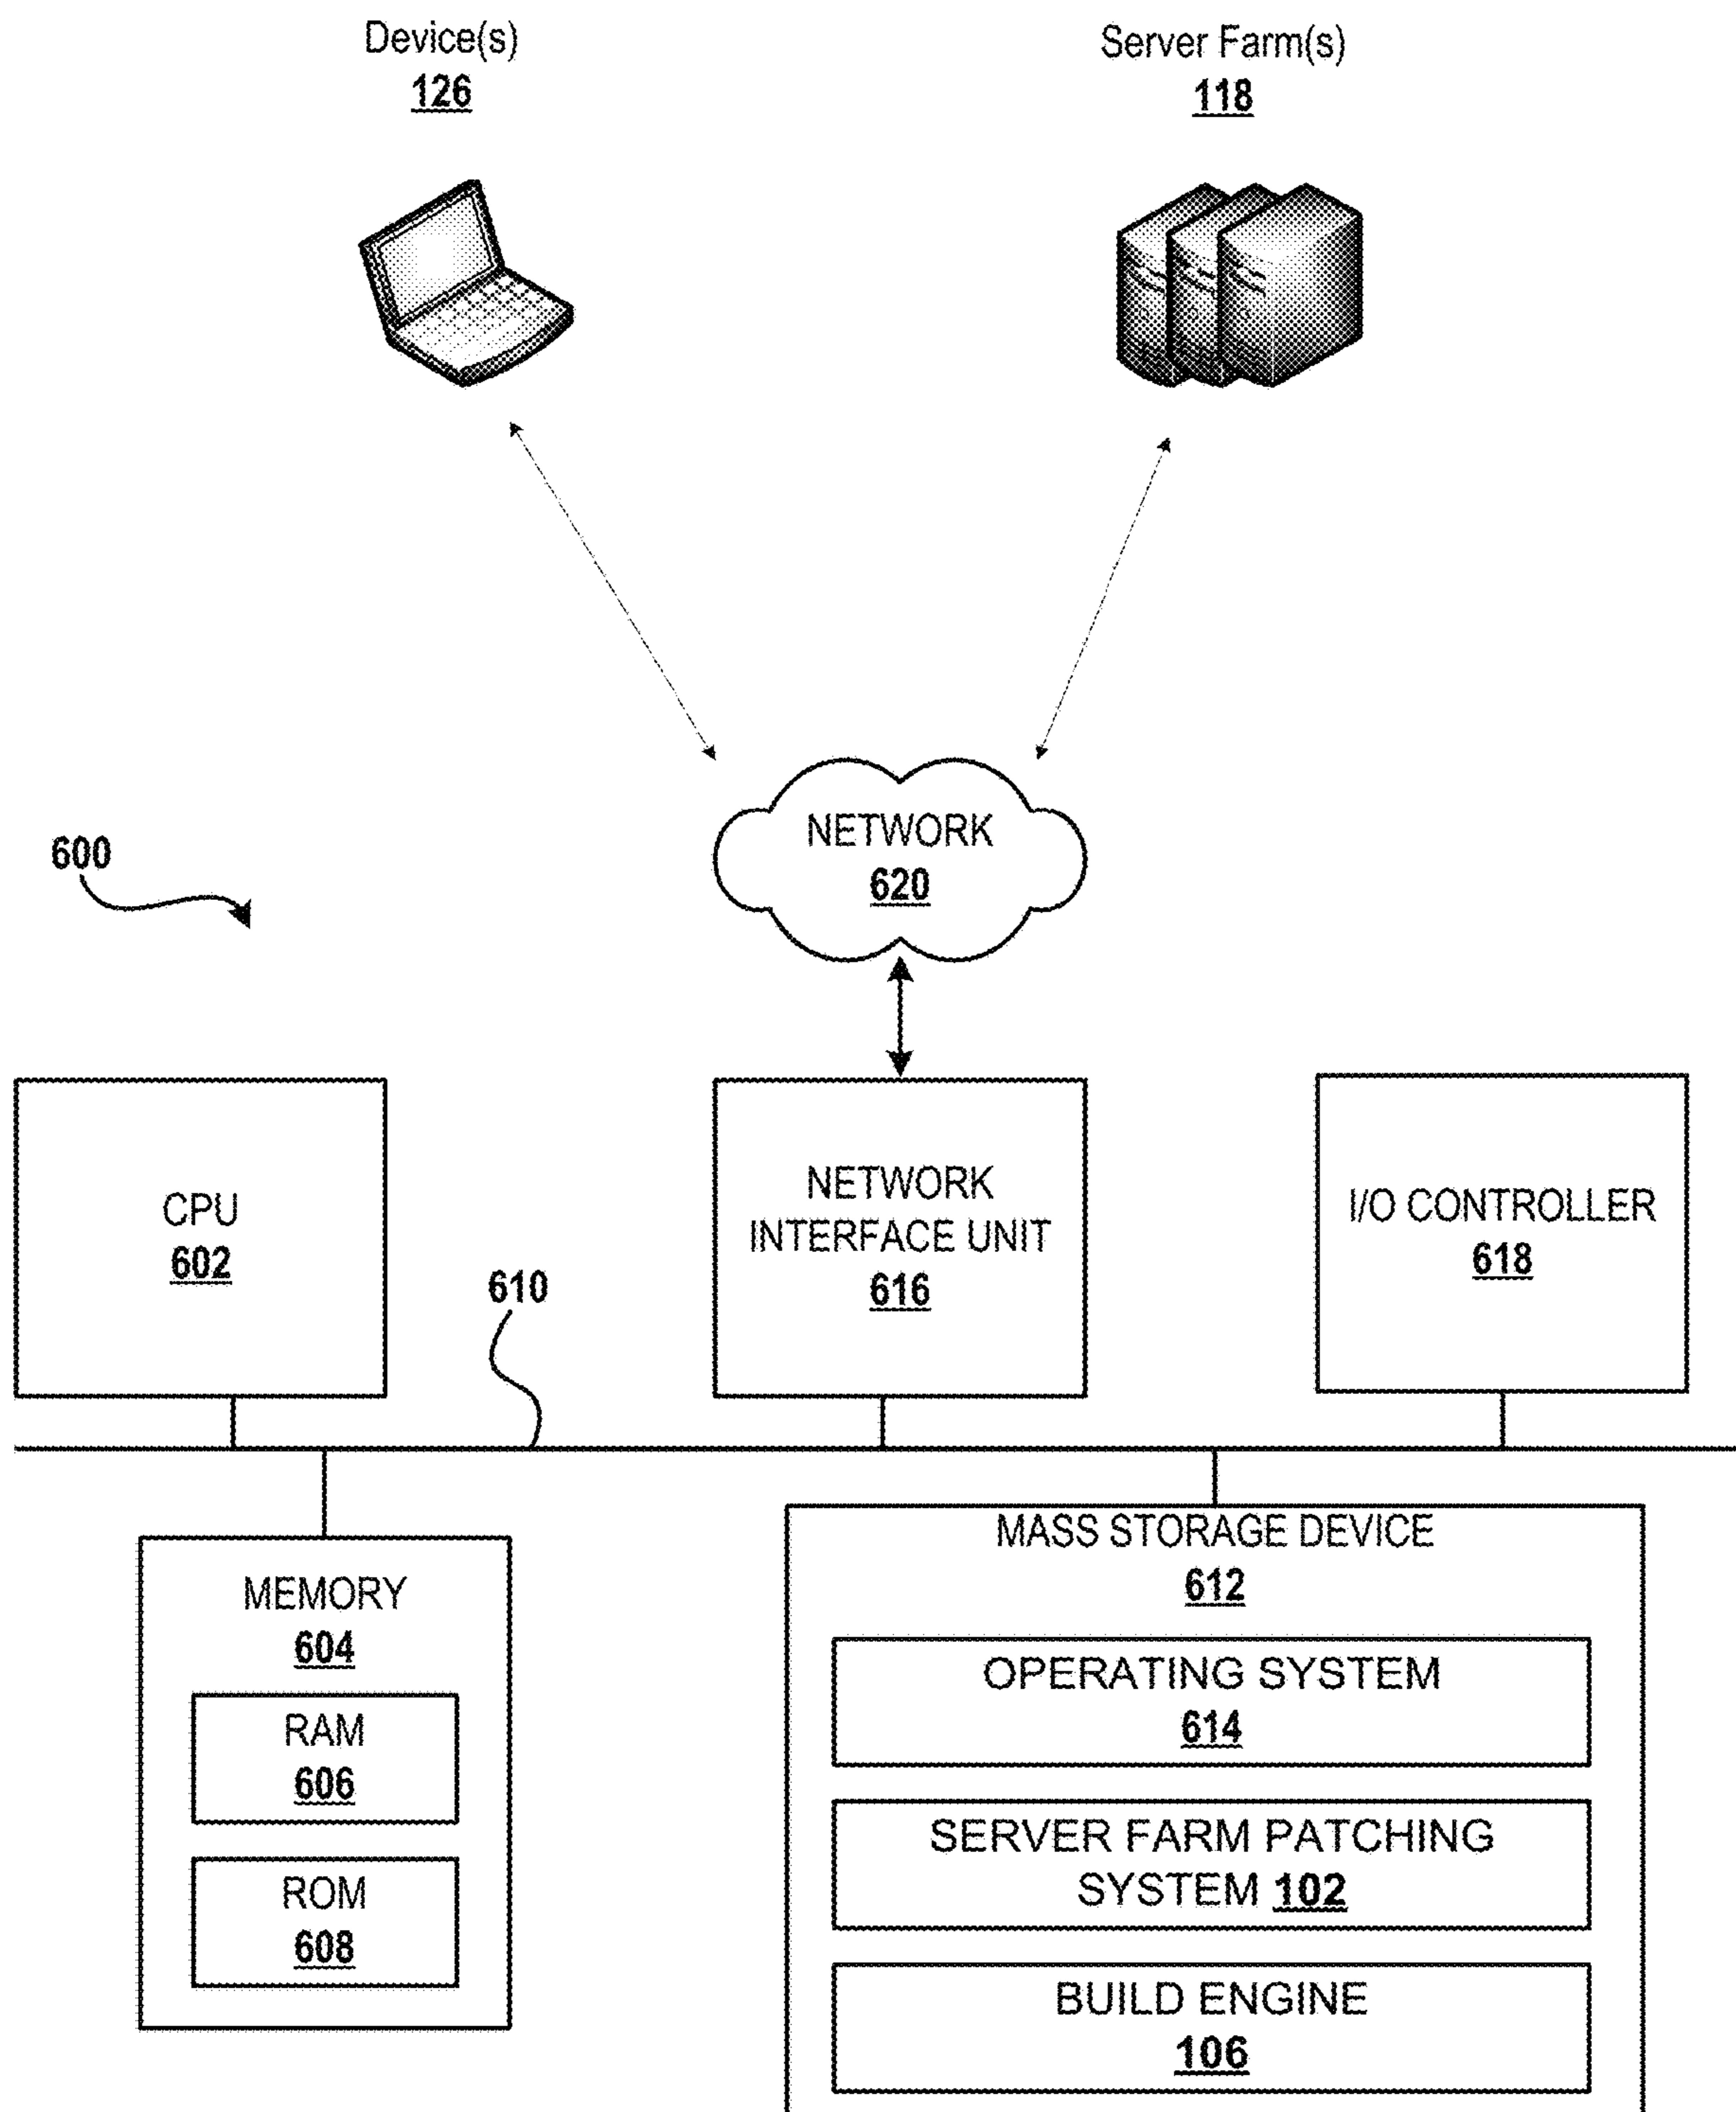 Device(s)
126
Server Farm(s)
118
NETWORK
620
600
CPU
602
610
NETWORK
INTERFACE UNIT
616
I/O CONTROLLER
618
MEMORY
604
RAM
606
ROM
608
MASS STORAGE DEVICE
612
OPERATING SYSTEM
614
SERVER FARM PATCHING
SYSTEM 102
BUILD ENGINE
106